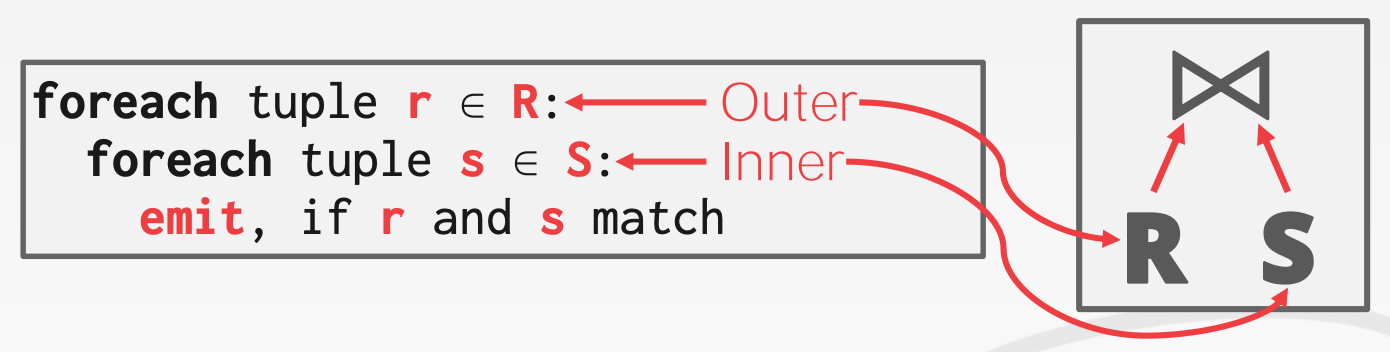 foreach tuple r ∈ R: Outer
foreach tuple s ∈ S: Inner
emit, if r and s match
⋈
R S